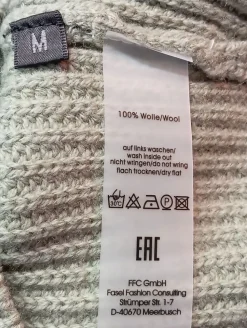 M
100% Wolle/Wool
auf links waschen/
wash inside out
nicht wringen/do not wring
flach trocknen/dry flat
30°C
EAC
FFC GmbH
Fasel Fashion Consulting
Strümper Str. 1-7
D-40670 Meerbusch